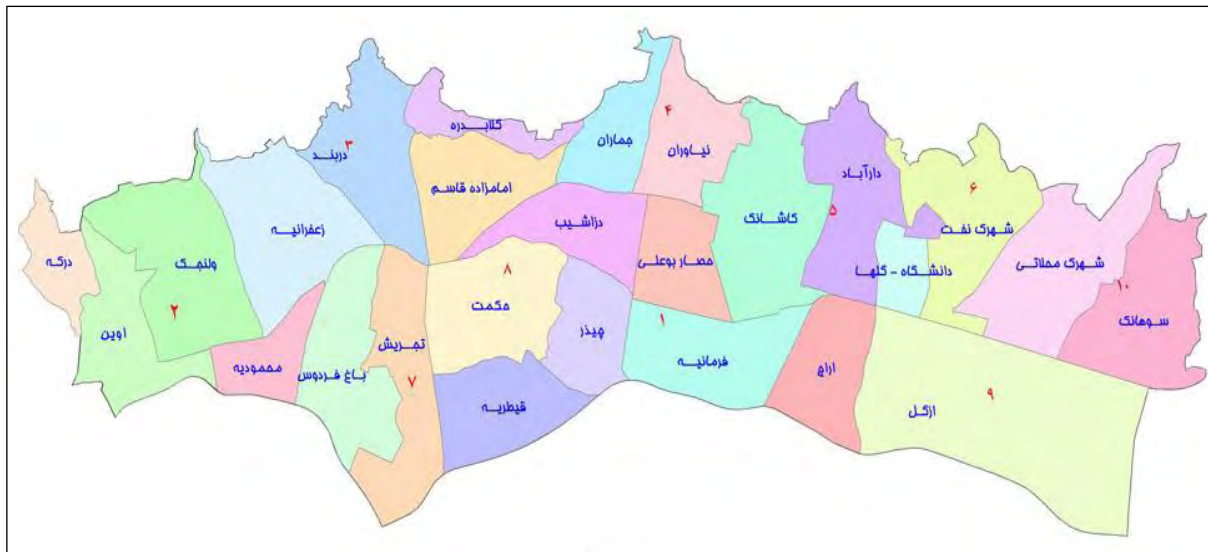 ۴
کلابدره
نیاوران
جماران
۳
دربند
دارآباد
۶
امامزاده قاسم
۵
کاشانک
دزاشیب
زعفرانیه
شهرک نفت
درکه
ولنجک
حصار بوعلی
دانشگاه - گلها
شهرک محلاتی
۸
۱۰
۲
حکمت
۱
سوهانک
اوین
تجریش
چیذر
فرمانیه
محمودیه
باغ فردوس
اراج
۷
۹
قیطریه
ازگل